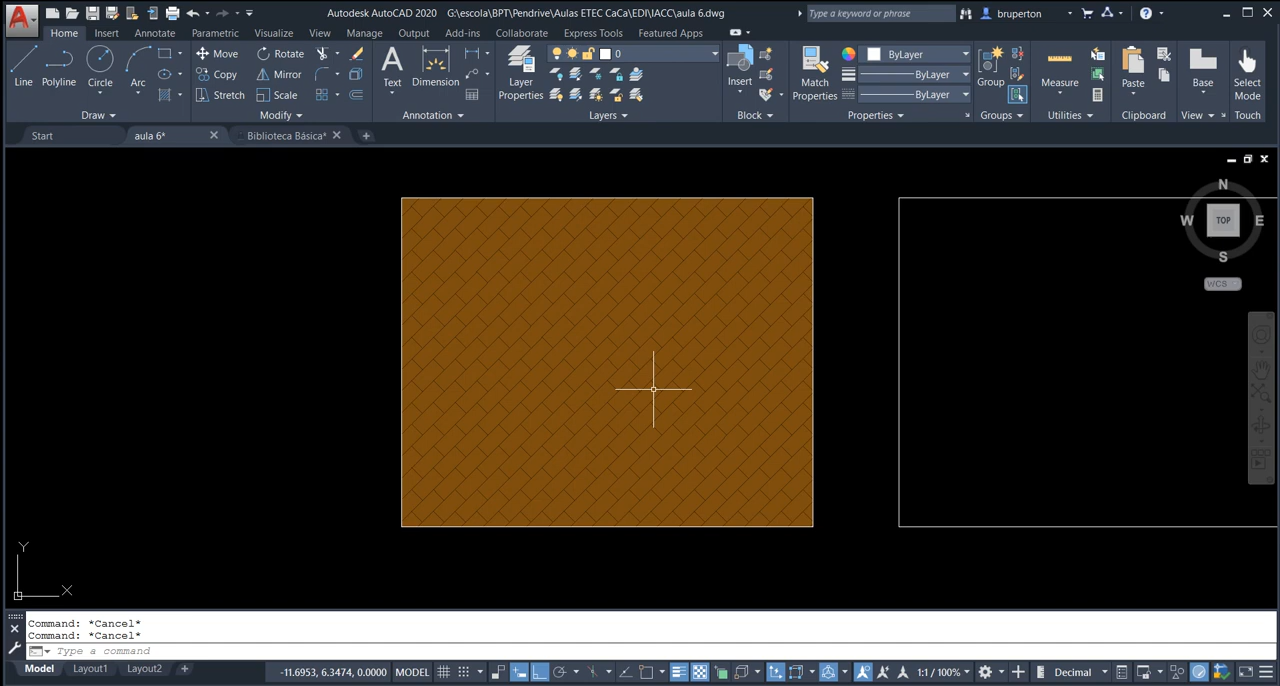 Autodesk AutoCAD 2020 G:\escola\BPT\Pendrive\Aulas ETEC CaCa\EDI\IACC\aula 6.dwg
Type a keyword or phrase
bruperton
Home Insert Annotate Parametric Visualize View Manage Output Add-ins Collaborate Express Tools Featured Apps
Line Polyline Circle Arc
Move Rotate
Copy Mirror
Stretch Scale
Text Dimension
Layer Properties
0
Insert
Match Properties
ByLayer
ByLayer
ByLayer
Group
Measure
Paste
Base
Select Mode
Draw Modify Annotation Layers Block Properties Groups Utilities Clipboard View Touch
Start aula 6* Biblioteca Básica*
N
W TOP E
S
WCS
Y
X
Command: *Cancel*
Command: *Cancel*
Type a command
Model Layout1 Layout2
-11.6953, 6.3474, 0.0000 MODEL 1:1 / 100% Decimal